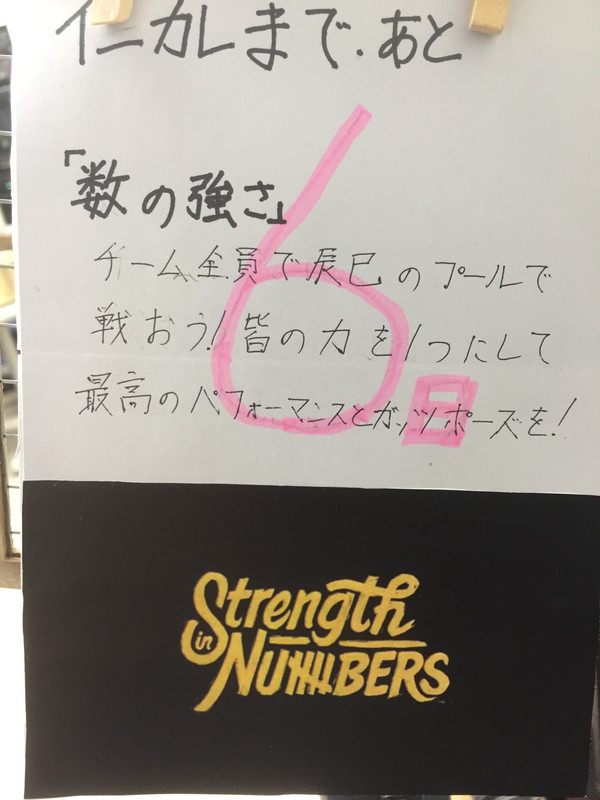 インカレまで、あと
6日
「数の強さ」
チーム全員で辰巳のプールで
戦おう!皆の力を1つにして
最高のパフォーマンスとガッツポーズを!
Strength
in
NUMBERS